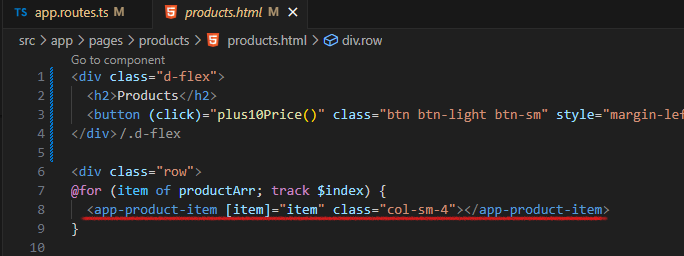 app.routes.ts M
products.html M
src > app > pages > products > products.html > div.row
Go to component
1 <div class="d-flex">
2 <h2>Products</h2>
3 <button (click)="plus10Price()" class="btn btn-light btn-sm" style="margin-lef
4 </div>/.d-flex
5
6 <div class="row">
7 @for (item of productArr; track $index) {
8 <app-product-item [item]="item" class="col-sm-4"></app-product-item>
9 }
10